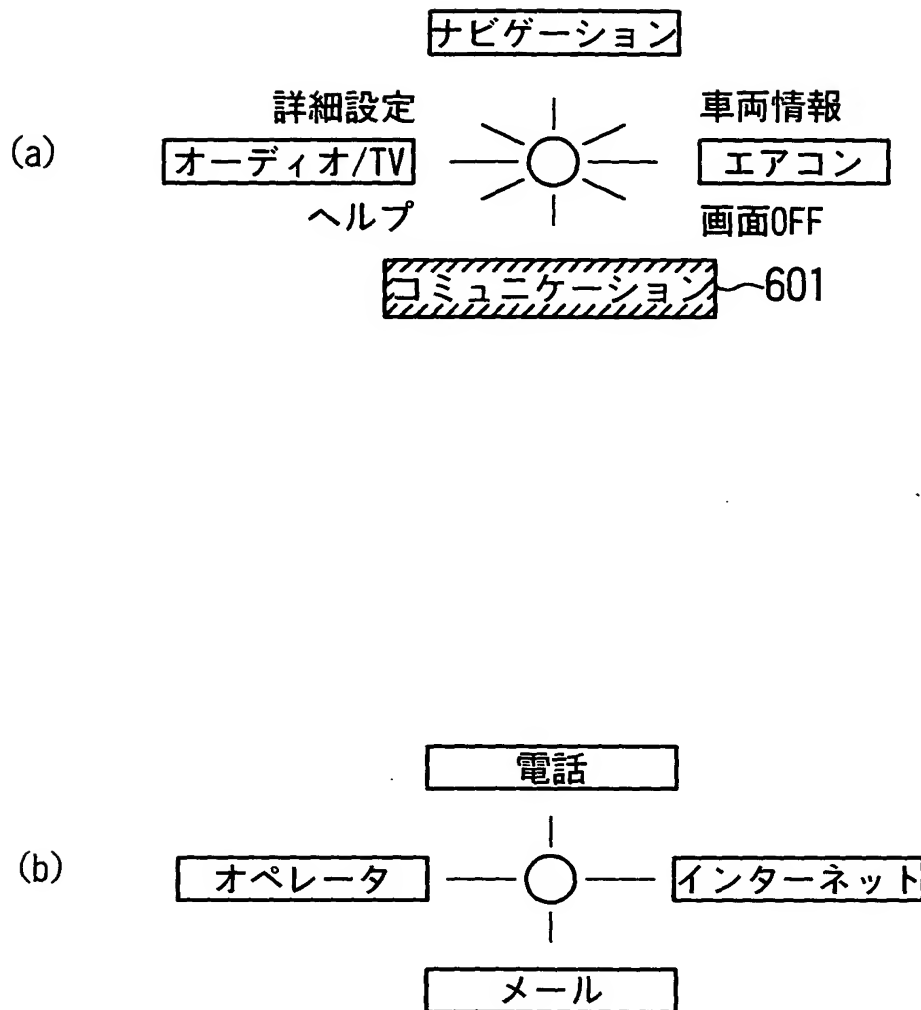 ナビゲーション
詳細設定
車両情報
(a)
オーディオ/TV
エアコン
ヘルプ
画面OFF
コミュニケーション
601
電話
(b)
オペレータ
インターネット
メール